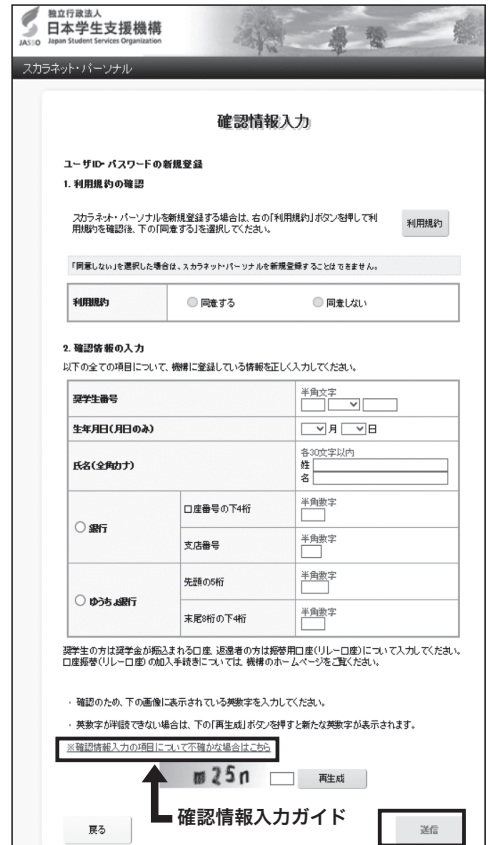 独立行政法人
日本学生支援機構
JASSO Japan Student Services Organization
スカラネット・パーソナル
確認情報入力
ユーザID・パスワードの新規登録
1. 利用規約の確認
スカラネット・パーソナルを新規登録する場合は、右の「利用規約」ボタンを押して利
用規約を確認後、下の「同意する」を選択してください。
利用規約
「同意しない」を選択した場合は、スカラネット・パーソナルを新規登録することはできません。
利用規約 同意する 同意しない
2. 確認情報の入力
以下の全ての項目について、機構に登録している情報を正しく入力してください。
奨学生番号 半角文字
生年月日(月日のみ) 月 日
氏名(全角カナ) 各30文字以内
姓
名
銀行 口座番号の下4桁 半角数字
支店番号 半角数字
ゆうちょ銀行 先頭の5桁 半角数字
末尾8桁の下4桁 半角数字
奨学生の方は奨学金が振込まれる口座、返還者の方は振替用口座(リレー口座)について入力してください。
口座振替(リレー口座)の加入手続きについては、機構のホームページをご覧ください。
・ 確認のため、下の画像に表示されている英数字を入力してください。
・ 英数字が判読できない場合は、下の「再生成」ボタンを押すと新たな英数字が表示されます。
※確認情報入力の項目について不確かな場合はこちら
m25n 再生成
確認情報入力ガイド
戻る 送信